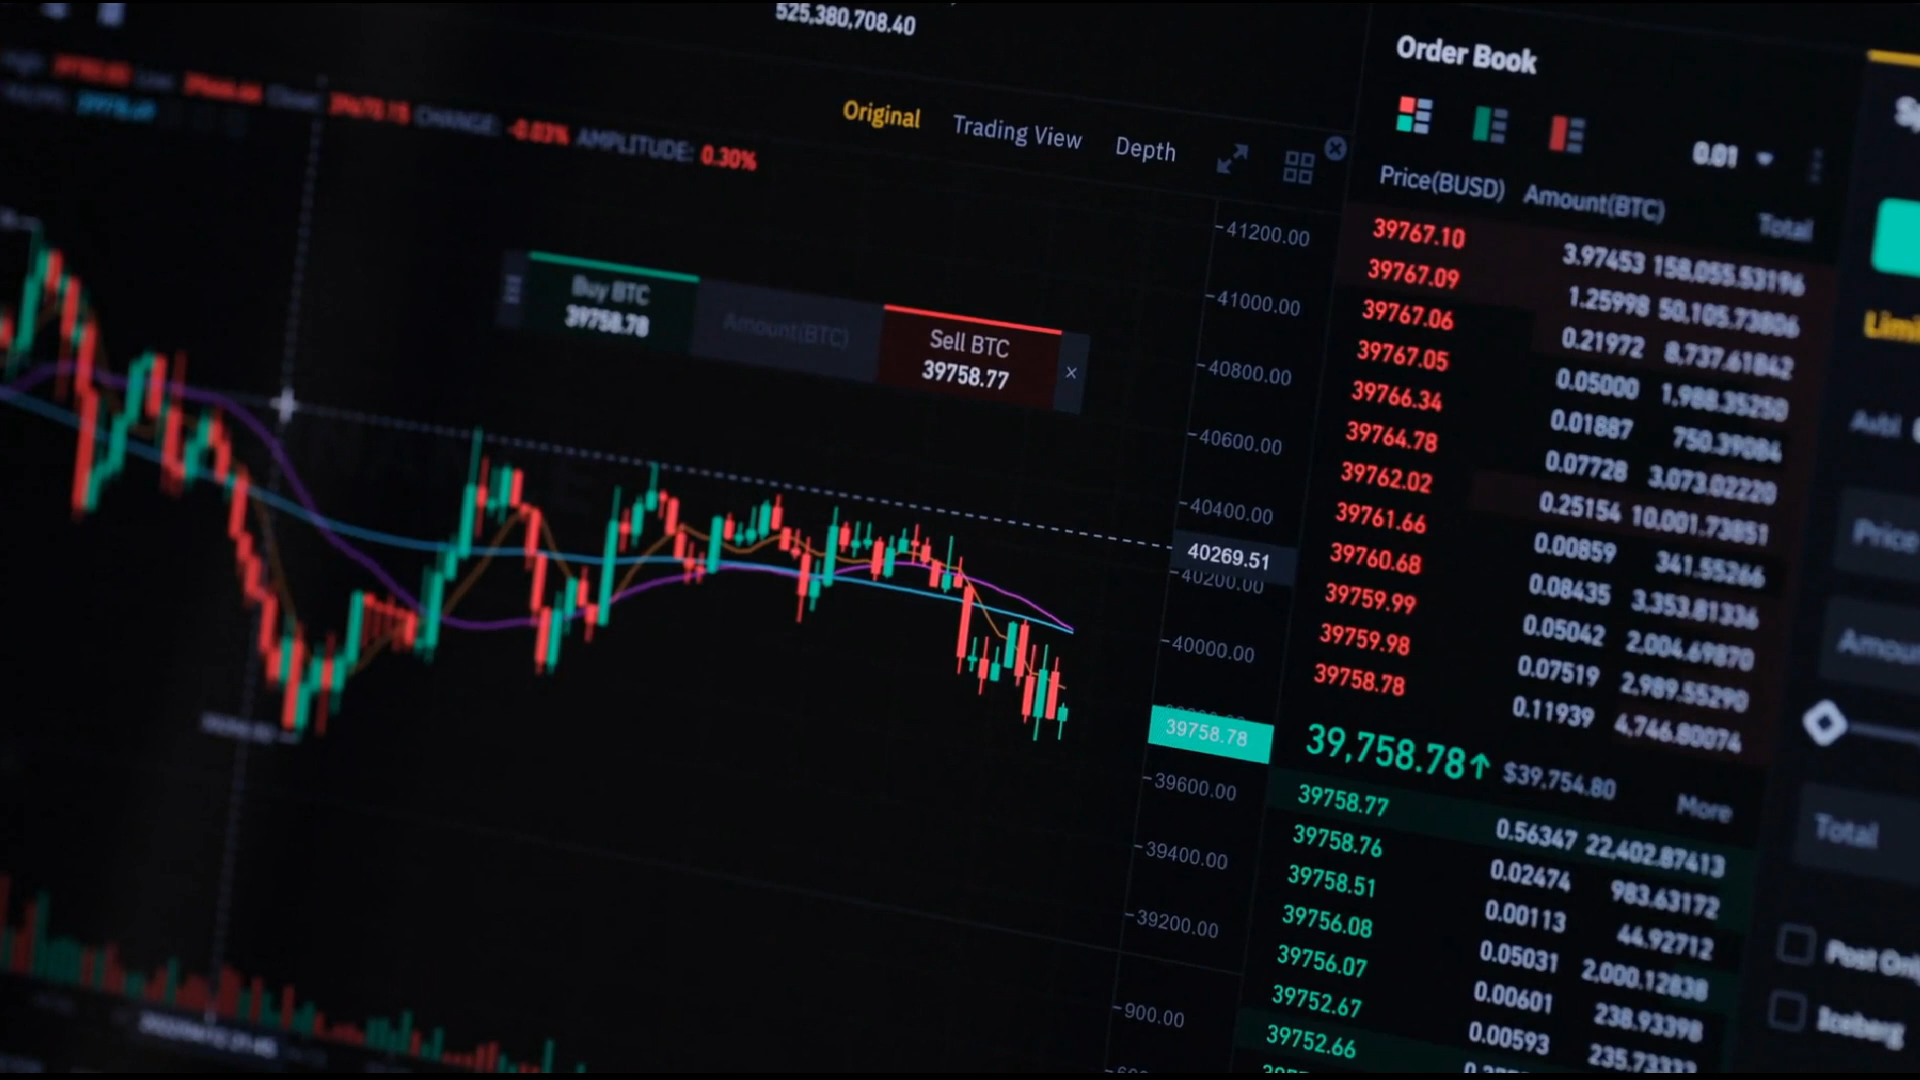 525,380,708.40
CHANGE: -0.03% AMPLITUDE: 0.30%
Original Trading View Depth
Buy BTC
39758.78
Amount(BTC)
Sell BTC
39758.77
41200.00
41000.00
40800.00
40600.00
40400.00
40269.51
40200.00
40000.00
39758.78
39600.00
39400.00
39200.00
900.00
Order Book
0.01
Price(BUSD) Amount(BTC) Total
39767.10 3.97453 158,055.53196
39767.09 1.25998 50,105.73806
39767.06 0.21972 8,737.61842
39767.05 0.05000 1,988.35250
39766.34 0.01887 750.39084
39764.78 0.07728 3,073.02220
39762.02 0.25154 10,001.73851
39761.66 0.00859 341.55266
39760.68 0.08435 3,353.81336
39759.99 0.05042 2,004.69870
39759.98 0.07519 2,989.55290
39758.78 0.11939 4,746.80074
39,758.78↑ $39,754.80 More
39758.77 0.56347 22,402.87413
39758.76 0.02474 983.63172
39758.51 0.00113 44.92712
39756.08 0.05031 2,000.12838
39756.07 0.00601 238.93398
39752.67 0.00593
39752.66
Price
Total
Iceberg